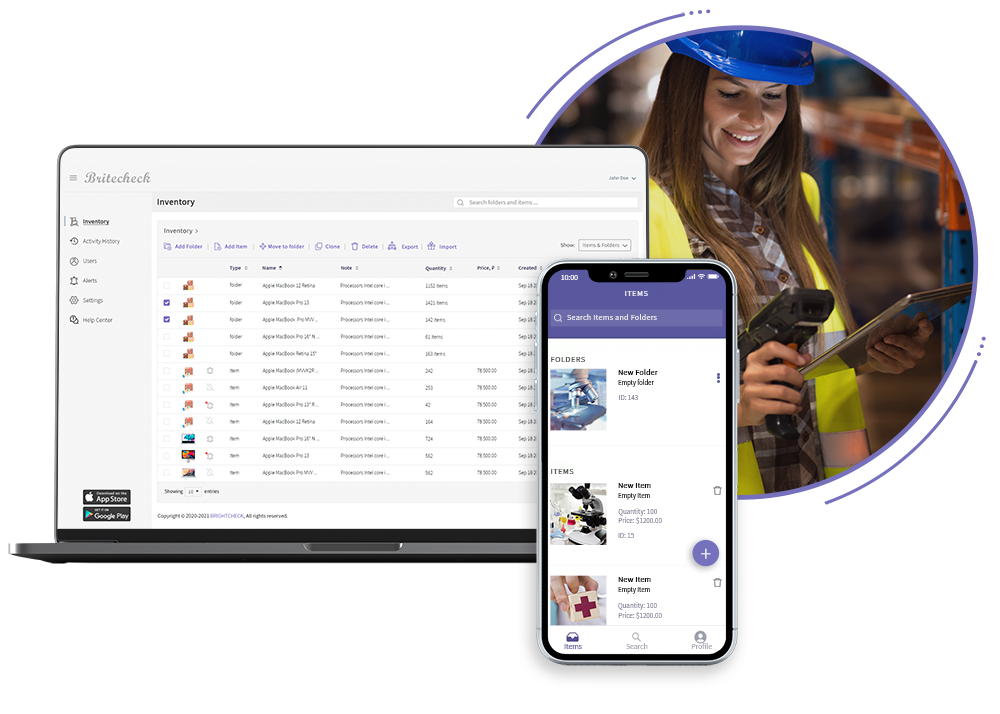 Britecheck
John Doe
Inventory
Search folders and items ...
Inventory
Activity History
Users
Alerts
Settings
Help Center
Download on the
App Store
GET IT ON
Google Play
Inventory >
Add Folder
Add Item
Move to folder
Clone
Delete
Export
Import
Show: Items & Folders
Type Name Note Quantity Price, ₽ Created
folder Apple MacBook 12 Retina Processors Intel core i... 1152 items Sep 18 2
folder Apple MacBook Pro 13 Processors Intel core i... 1421 items Sep 18 2
folder Apple MacBook Pro MVV... Processors Intel core i... 142 items Sep 18 2
folder Apple MacBook Pro 16" N... Processors Intel core i... 61 items Sep 18 2
folder Apple MacBook Retina 15" Processors Intel core i... 163 items Sep 18 2
Item Apple MacBook (MVVK2R... Processors Intel core i... 242 78 500.00 Sep 18 2
Item Apple MacBook Air 11 Processors Intel core i... 253 78 500.00 Sep 18 2
Item Apple MacBook Pro 13" R... Processors Intel core i... 42 78 500.00 Sep 18 2
Item Apple MacBook 12 Retina Processors Intel core i... 164 78 500.00 Sep 18 2
Item Apple MacBook Pro 16" N... Processors Intel core i... 724 78 500.00 Sep 18 2
Item Apple MacBook Pro 13 Processors Intel core i... 562 78 500.00 Sep 18 2
Item Apple MacBook Pro MVV... Processors Intel core i... 562 78 500.00 Sep 18 2
Showing 10 entries
Copyright © 2020-2021 BRIGHTCHECK, All rights reserved.
10:00
ITEMS
Search Items and Folders
FOLDERS
New Folder
Empty folder
ID: 143
ITEMS
New Item
Empty Item
Quantity: 100
Price: $1200.00
ID: 15
New Item
Empty Item
Quantity: 100
Price: $1200.00
Items
Search
Profile